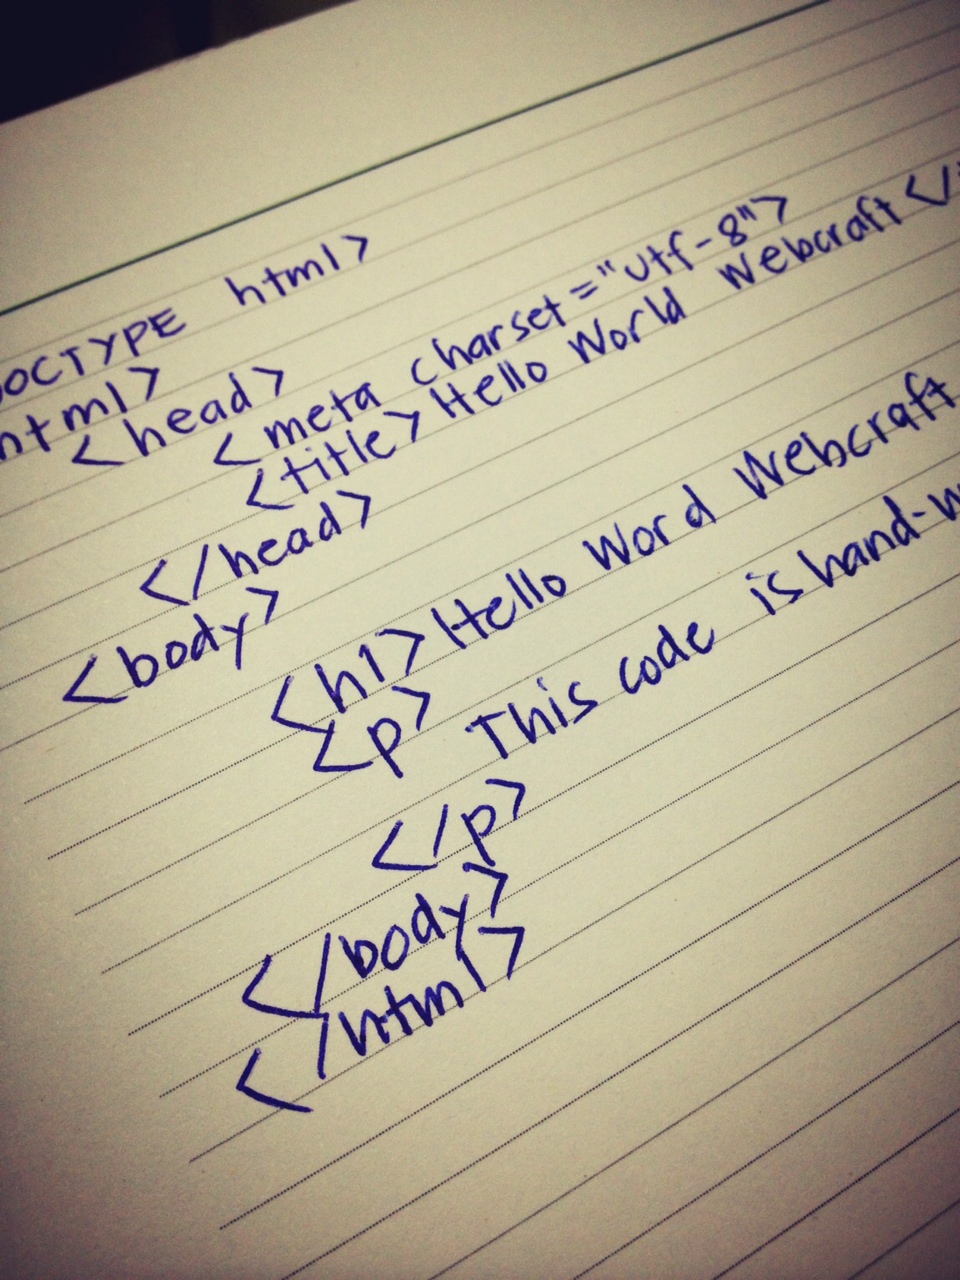 DOCTYPE html>
html>
<head>
<meta charset="utf-8">
<title>Hello World Webcraft</
</head>
<body>
<h1>Hello Word Webcraft
<p> This code is hand-w
</p>
</body>
</html>